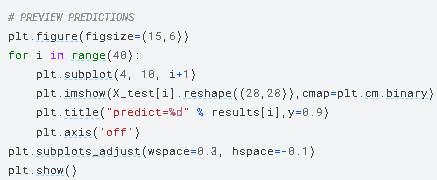 # PREVIEW PREDICTIONS
plt.figure(figsize=(15,6))
for i in range(40):
    plt.subplot(4, 10, i+1)
    plt.imshow(X_test[i].reshape((28,28)),cmap=plt.cm.binary)
    plt.title("predict=%d" % results[i],y=0.9)
    plt.axis('off')
plt.subplots_adjust(wspace=0.3, hspace=-0.1)
plt.show()